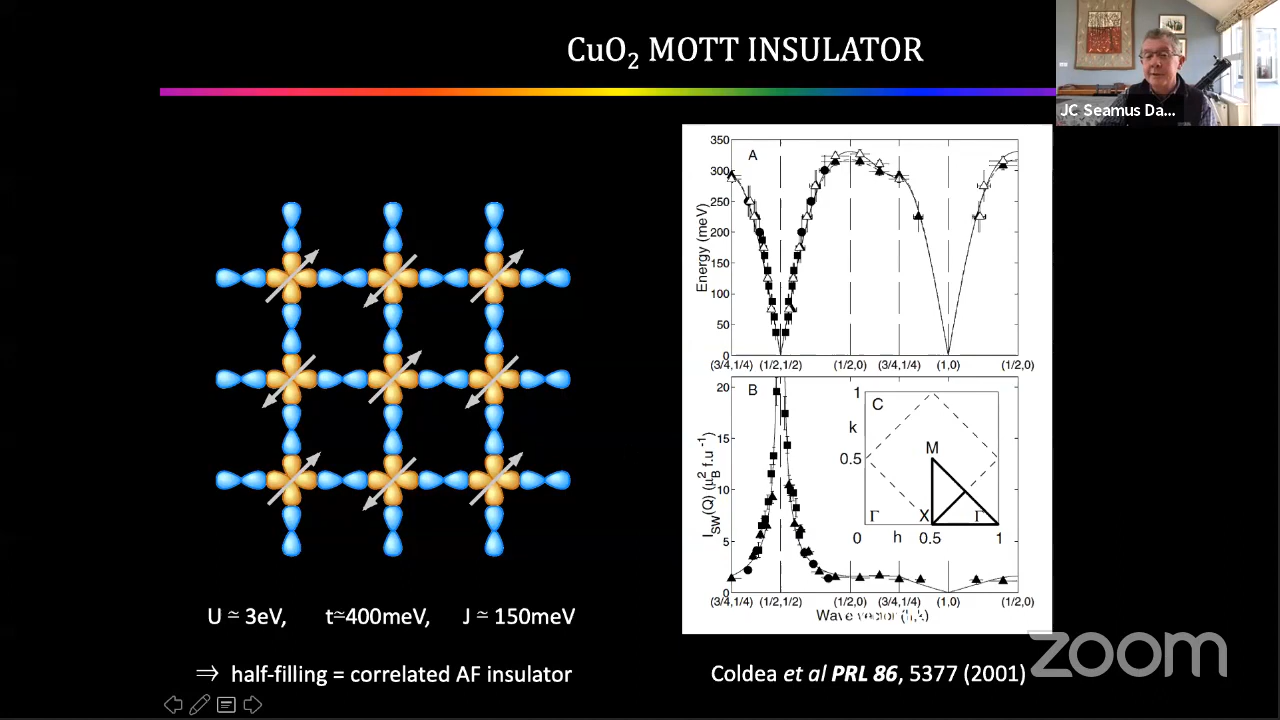 CuO₂ MOTT INSULATOR
JC Seamus Da...
A
Energy (meV)
350
300
250
200
150
100
50
0
(3/4,1/4) (1/2,1/2) (1/2,0) (3/4,1/4) (1,0) (1/2,0)
B
I_SW(Q) (μ_B² f.u⁻¹)
20
15
10
5
0
C
1
k
0.5
M
Γ X Γ
0 h 0.5 1
(3/4,1/4) (1/2,1/2) (1/2,0) (3/4,1/4) (1,0) (1/2,0)
Wave vector (h,k)
U ≃ 3eV, t≃400meV, J ≃ 150meV
⇒ half-filling = correlated AF insulator
Coldea et al PRL 86, 5377 (2001)
zoom